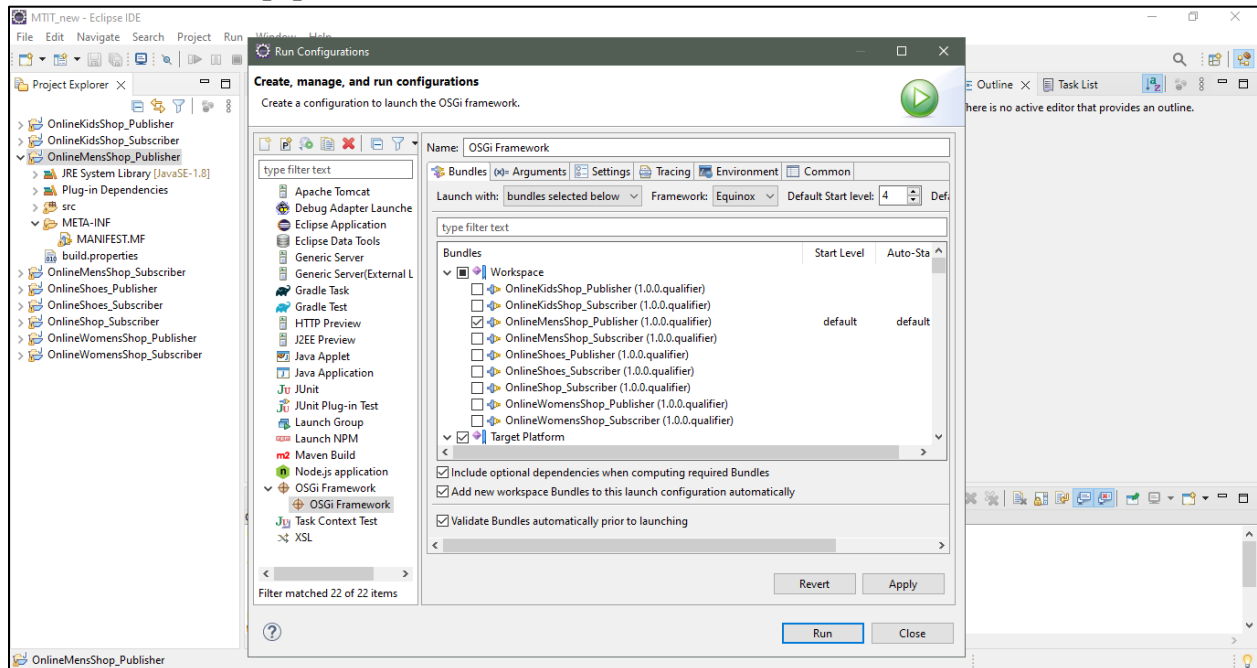 MTIT_new - Eclipse IDE
File Edit Navigate Search Project Run Window Help
Project Explorer
OnlineKidsShop_Publisher
OnlineKidsShop_Subscriber
OnlineMensShop_Publisher
JRE System Library [JavaSE-1.8]
Plug-in Dependencies
src
META-INF
MANIFEST.MF
build.properties
OnlineMensShop_Subscriber
OnlineShoes_Publisher
OnlineShoes_Subscriber
OnlineShop_Subscriber
OnlineWomensShop_Publisher
OnlineWomensShop_Subscriber
Run Configurations
Create, manage, and run configurations
Create a configuration to launch the OSGi framework.
type filter text
Apache Tomcat
Debug Adapter Launche
Eclipse Application
Eclipse Data Tools
Generic Server
Generic Server(External L
Gradle Task
Gradle Test
HTTP Preview
J2EE Preview
Java Applet
Java Application
JUnit
JUnit Plug-in Test
Launch Group
Launch NPM
Maven Build
Node.js application
OSGi Framework
OSGi Framework
Task Context Test
XSL
Filter matched 22 of 22 items
Name: OSGi Framework
Bundles Arguments Settings Tracing Environment Common
Launch with: bundles selected below Framework: Equinox Default Start level: 4 Defa
type filter text
Bundles Start Level Auto-Sta
Workspace
OnlineKidsShop_Publisher (1.0.0.qualifier)
OnlineKidsShop_Subscriber (1.0.0.qualifier)
OnlineMensShop_Publisher (1.0.0.qualifier) default default
OnlineMensShop_Subscriber (1.0.0.qualifier)
OnlineShoes_Publisher (1.0.0.qualifier)
OnlineShoes_Subscriber (1.0.0.qualifier)
OnlineShop_Subscriber (1.0.0.qualifier)
OnlineWomensShop_Publisher (1.0.0.qualifier)
OnlineWomensShop_Subscriber (1.0.0.qualifier)
Target Platform
Include optional dependencies when computing required Bundles
Add new workspace Bundles to this launch configuration automatically
Validate Bundles automatically prior to launching
Revert Apply
Run Close
Outline Task List
here is no active editor that provides an outline.
OnlineMensShop_Publisher